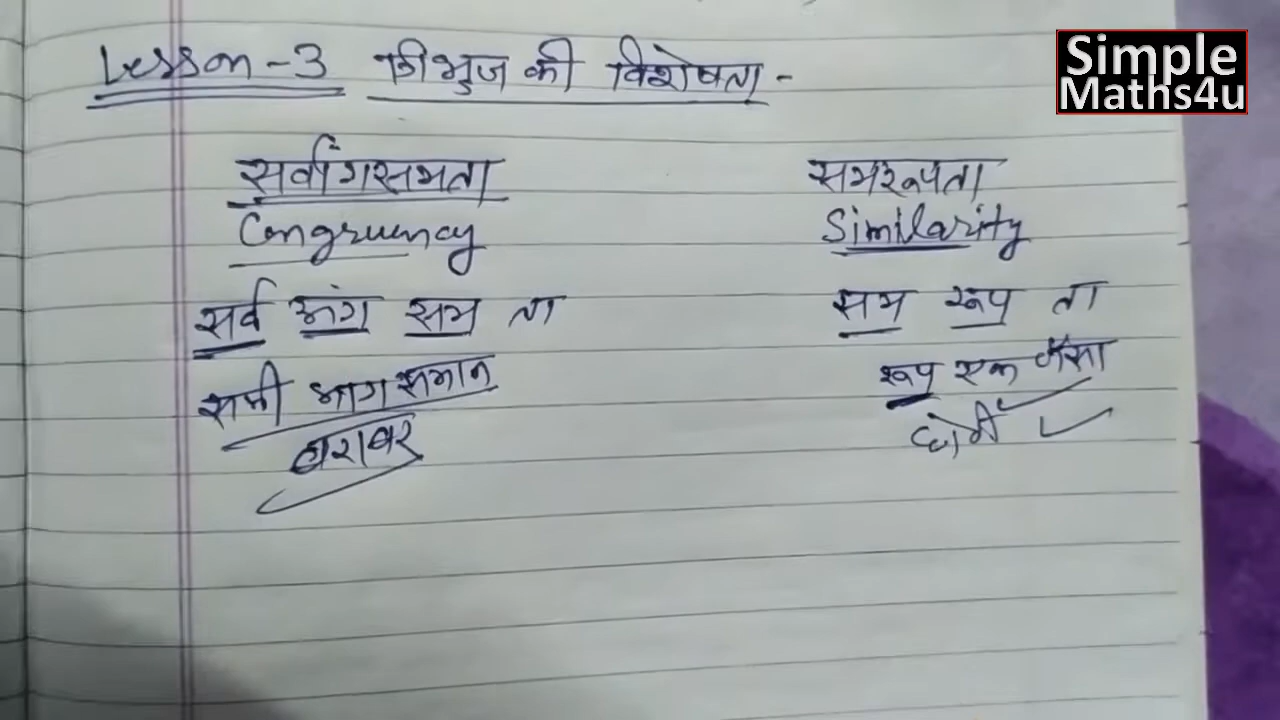 Lesson - 3 त्रिभुज की विशेषता -
Simple
Maths4u
सर्वांगसमता
Congruency
सर्व अंग सम ता
सभी भाग समान
बराबर
समरूपता
Similarity
सम रूप ता
रूप एक जैसा